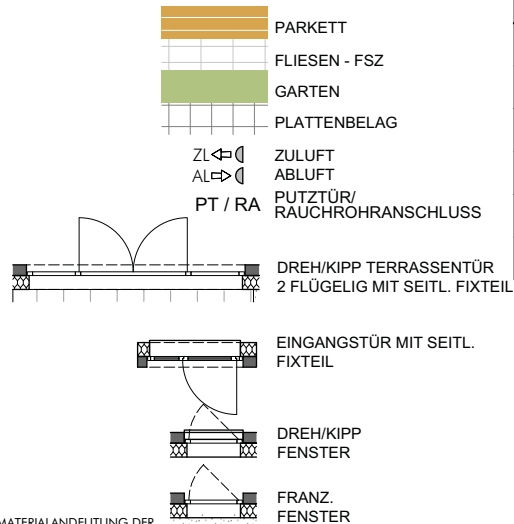 PARKETT
FLIESEN - FSZ
GARTEN
PLATTENBELAG
ZL ZULUFT
AL ABLUFT
PT / RA PUTZTÜR/
RAUCHROHRANSCHLUSS
DREH/KIPP TERRASSENTÜR
2 FLÜGELIG MIT SEITL. FIXTEIL
EINGANGSTÜR MIT SEITL.
FIXTEIL
DREH/KIPP
FENSTER
FRANZ.
FENSTER
MATERIALANDEUTUNG DER